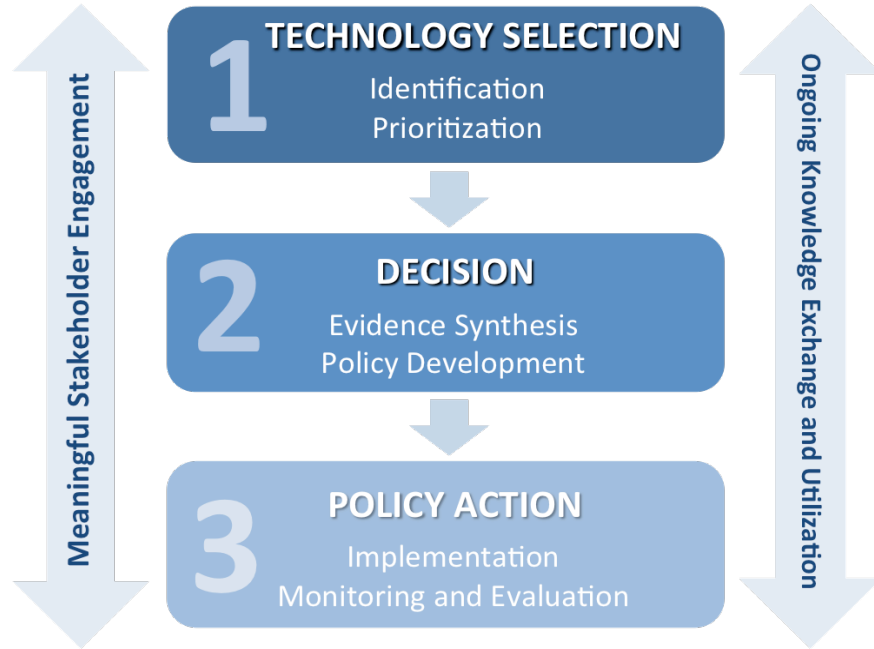 Meaningful Stakeholder Engagement
1
TECHNOLOGY SELECTION
Identification
Prioritization
2
DECISION
Evidence Synthesis
Policy Development
3
POLICY ACTION
Implementation
Monitoring and Evaluation
Ongoing Knowledge Exchange and Utilization